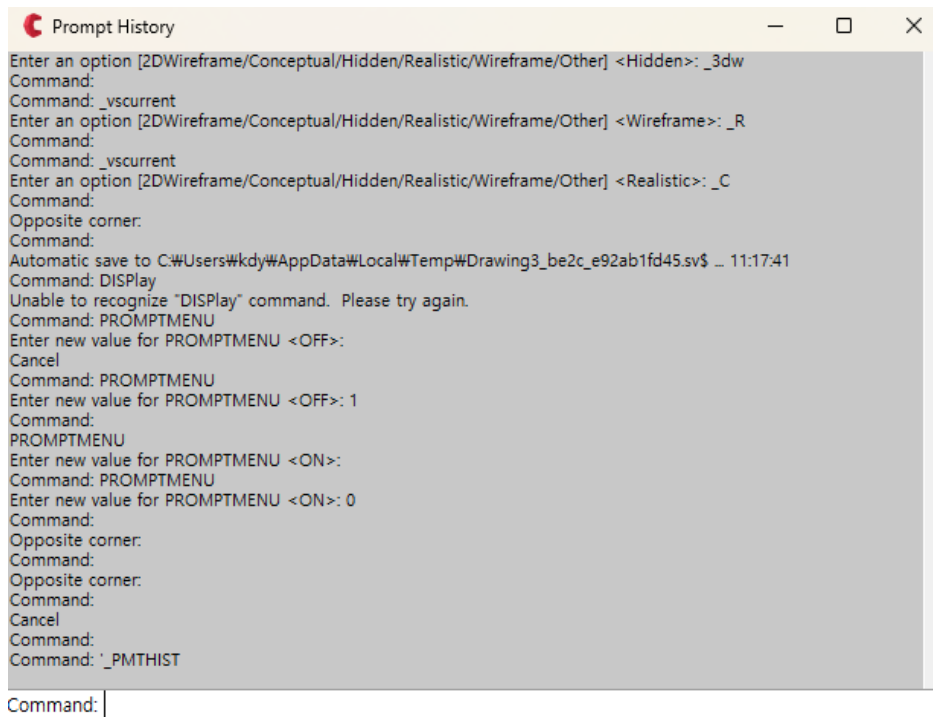 Prompt History
Enter an option [2DWireframe/Conceptual/Hidden/Realistic/Wireframe/Other] <Hidden>: _3dw
Command:
Command: _vscurrent
Enter an option [2DWireframe/Conceptual/Hidden/Realistic/Wireframe/Other] <Wireframe>: _R
Command:
Command: _vscurrent
Enter an option [2DWireframe/Conceptual/Hidden/Realistic/Wireframe/Other] <Realistic>: _C
Command:
Opposite corner:
Command:
Automatic save to C:₩Users₩kdy₩AppData₩Local₩Temp₩Drawing3_be2c_e92ab1fd45.sv$ ... 11:17:41
Command: DISPlay
Unable to recognize "DISPlay" command.  Please try again.
Command: PROMPTMENU
Enter new value for PROMPTMENU <OFF>:
Cancel
Command: PROMPTMENU
Enter new value for PROMPTMENU <OFF>: 1
Command:
PROMPTMENU
Enter new value for PROMPTMENU <ON>:
Command: PROMPTMENU
Enter new value for PROMPTMENU <ON>: 0
Command:
Opposite corner:
Command:
Opposite corner:
Command:
Cancel
Command:
Command: '_PMTHIST
Command: